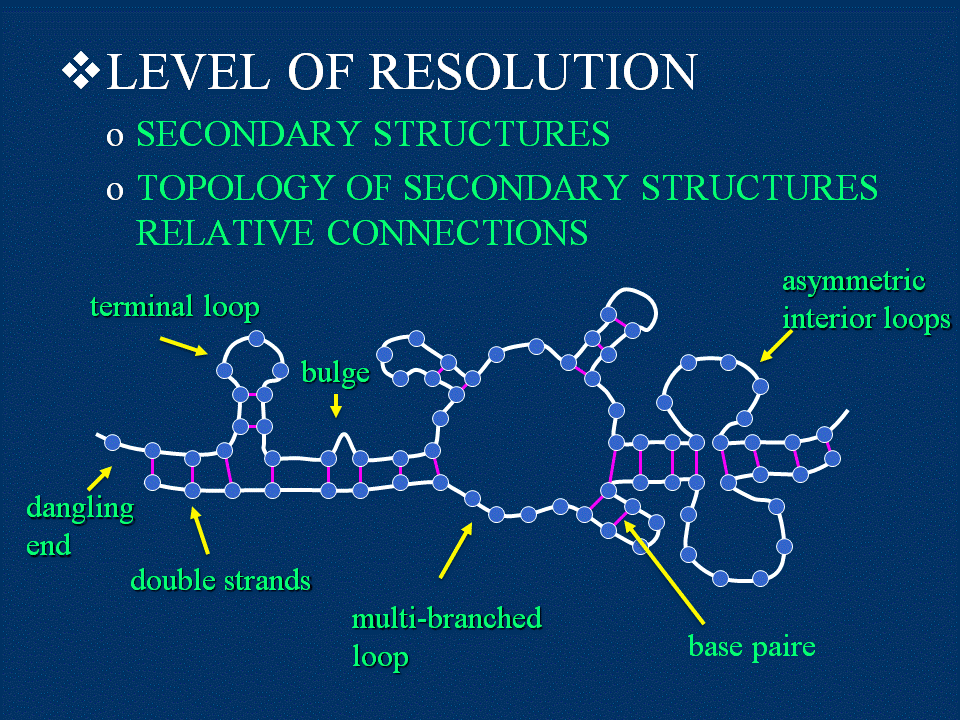 ❖LEVEL OF RESOLUTION
o SECONDARY STRUCTURES
o TOPOLOGY OF SECONDARY STRUCTURES
RELATIVE CONNECTIONS
asymmetric
interior loops
terminal loop
bulge
dangling
end
double strands
multi-branched
loop
base paire